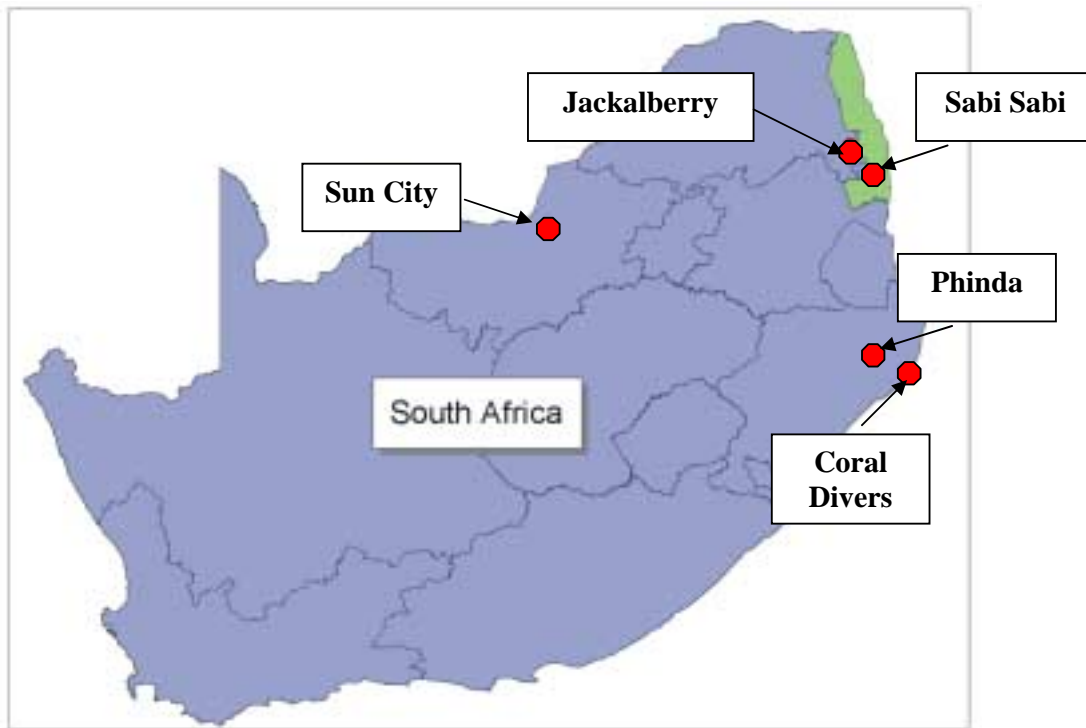 Jackalberry
Sabi Sabi
Sun City
Phinda
South Africa
Coral
Divers